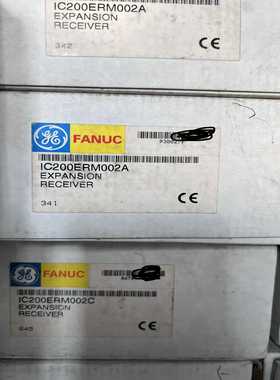 IC200ERM002A
EXPANSION
RECEIVER
342
CE
GE FANUC
IC200ERM002A
EXPANSION
RECEIVER
341
CE
GE FANUC
IC200ERM002C
EXPANSION
RECEIVER
CE